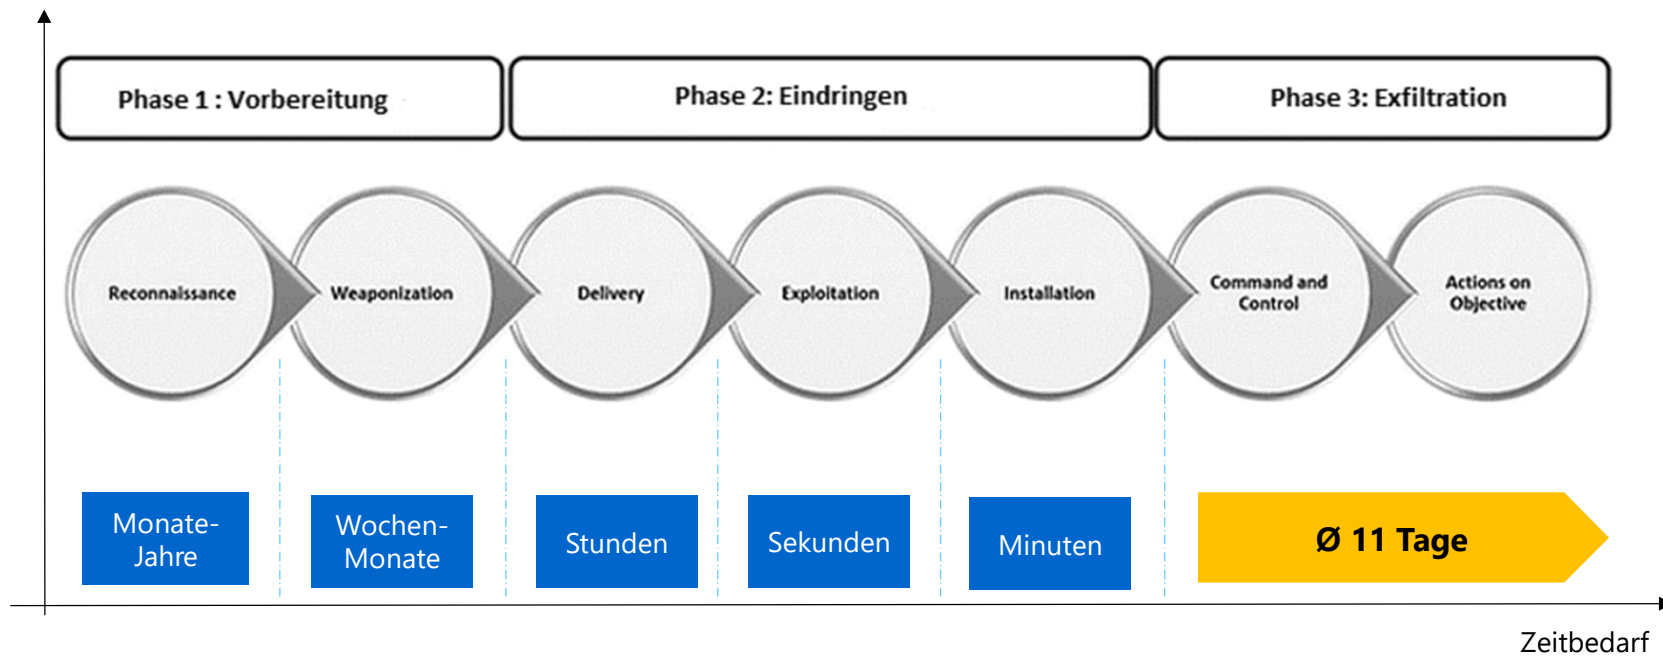 Phase 1 : Vorbereitung
Phase 2: Eindringen
Phase 3: Exfiltration
Reconnaissance
Weaponization
Delivery
Exploitation
Installation
Command and
Control
Actions on
Objective
Monate-
Jahre
Wochen-
Monate
Stunden
Sekunden
Minuten
Ø 11 Tage
Zeitbedarf